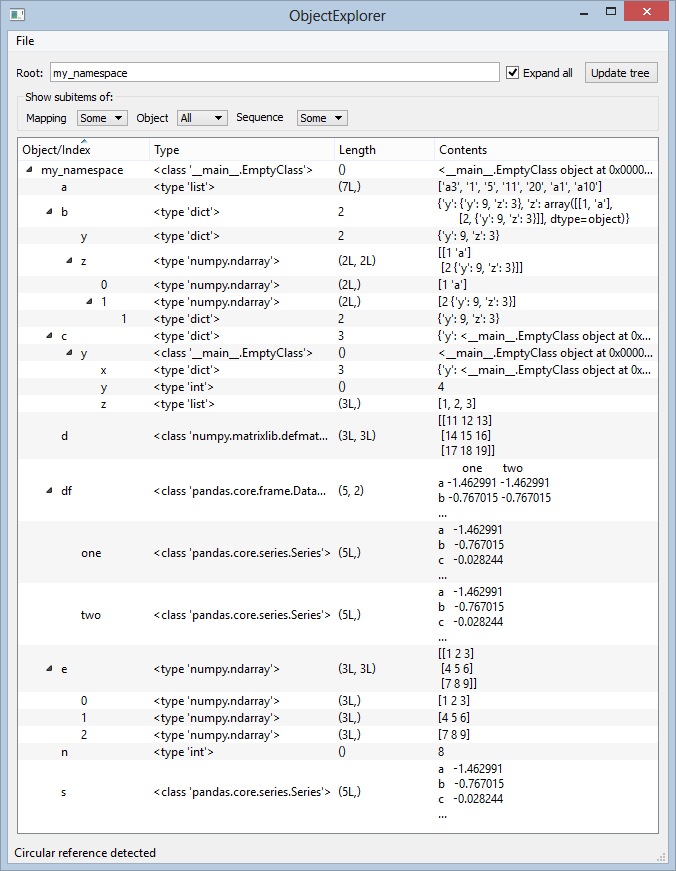 ObjectExplorer
File
Root: my_namespace Expand all Update tree
Show subitems of:
Mapping Some Object All Sequence Some
Object/Index Type Length Contents
my_namespace <class '__main__.EmptyClass'> () <__main__.EmptyClass object at 0x0000...
a <type 'list'> (7L,) ['a3', '1', '5', '11', '20', 'a1', 'a10']
b <type 'dict'> 2 {'y': {'y': 9, 'z': 3}, 'z': array([[1, 'a'],
[2, {'y': 9, 'z': 3}]], dtype=object)}
y <type 'dict'> 2 {'y': 9, 'z': 3}
z <type 'numpy.ndarray'> (2L, 2L) [[1 'a']
[2 {'y': 9, 'z': 3}]]
0 <type 'numpy.ndarray'> (2L,) [1 'a']
1 <type 'numpy.ndarray'> (2L,) [2 {'y': 9, 'z': 3}]
1 <type 'dict'> 2 {'y': 9, 'z': 3}
c <type 'dict'> 3 {'y': <__main__.EmptyClass object at 0x...
y <class '__main__.EmptyClass'> () <__main__.EmptyClass object at 0x0000...
x <type 'dict'> 3 {'y': <__main__.EmptyClass object at 0x...
y <type 'int'> () 4
z <type 'list'> (3L,) [1, 2, 3]
d <class 'numpy.matrixlib.defmat... (3L, 3L) [[11 12 13]
[14 15 16]
[17 18 19]]
df <class 'pandas.core.frame.Data... (5, 2) one two
a -1.462991 -1.462991
b -0.767015 -0.767015
...
one <class 'pandas.core.series.Series'> (5L,) a -1.462991
b -0.767015
c -0.028244
...
two <class 'pandas.core.series.Series'> (5L,) a -1.462991
b -0.767015
c -0.028244
...
e <type 'numpy.ndarray'> (3L, 3L) [[1 2 3]
[4 5 6]
[7 8 9]]
0 <type 'numpy.ndarray'> (3L,) [1 2 3]
1 <type 'numpy.ndarray'> (3L,) [4 5 6]
2 <type 'numpy.ndarray'> (3L,) [7 8 9]
n <type 'int'> () 8
s <class 'pandas.core.series.Series'> (5L,) a -1.462991
b -0.767015
c -0.028244
...
Circular reference detected